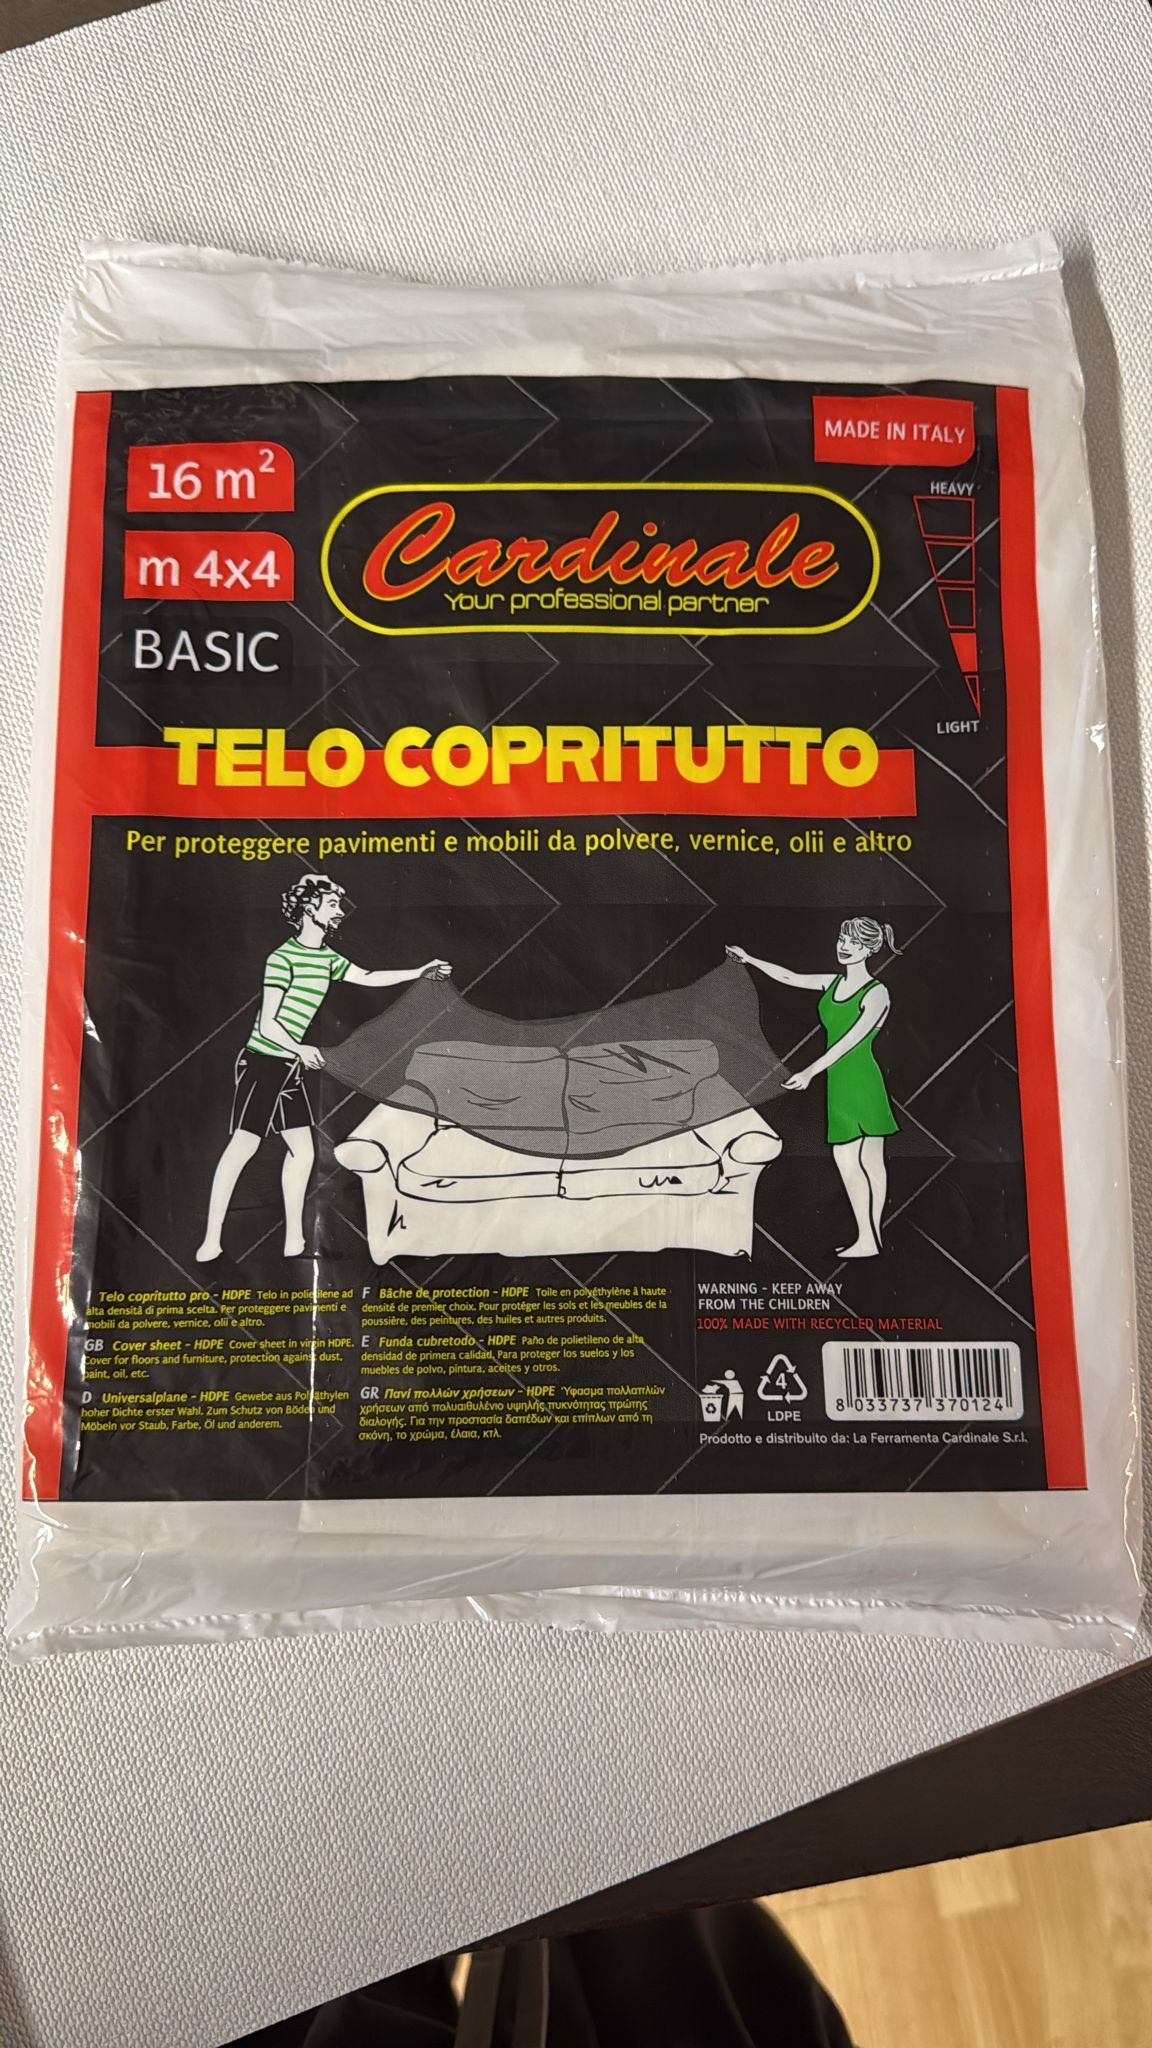 MADE IN ITALY
16 m²
m 4x4
BASIC
Cardinale
Your professional partner
HEAVY
LIGHT
TELO COPRITUTTO
Per proteggere pavimenti e mobili da polvere, vernice, olii e altro
I Telo copritutto pro - HDPE Telo in polietilene ad
alta densitá di prima scelta. Per proteggere pavimenti e
mobili da polvere, vernice, olii e altro.
GB Cover sheet - HDPE Cover sheet in virgin HDPE.
Cover for floors and furniture, protection against dust,
paint, oil, etc.
D Universalplane - HDPE Gewebe aus Polyäthylen
hoher Dichte erster Wahl. Zum Schutz von Böden und
Möbeln vor Staub, Farbe, Öl und anderem.
F Bâche de protection - HDPE Toile en polyéthylène à haute
densité de premier choix. Pour protéger les sols et les meubles de la
poussière, des peintures, des huiles et autres produits.
E Funda cubretodo - HDPE Paño de polietileno de alta
densidad de primera calidad. Para proteger los suelos y los
muebles de polvo, pintura, aceites y otros.
GR Πανί πολλών χρήσεων - HDPE Ύφασμα πολλαπλών
χρήσεων από πολυαιθυλένιο υψηλής πυκνότητας πρώτης
διαλογής. Για την προστασία δαπέδων και επίπλων από τη
σκόνη, το χρώμα, έλαια, κτλ.
WARNING - KEEP AWAY
FROM THE CHILDREN
100% MADE WITH RECYCLED MATERIAL
4
LDPE
8 033737 370124
Prodotto e distribuito da: La Ferramenta Cardinale S.r.l.